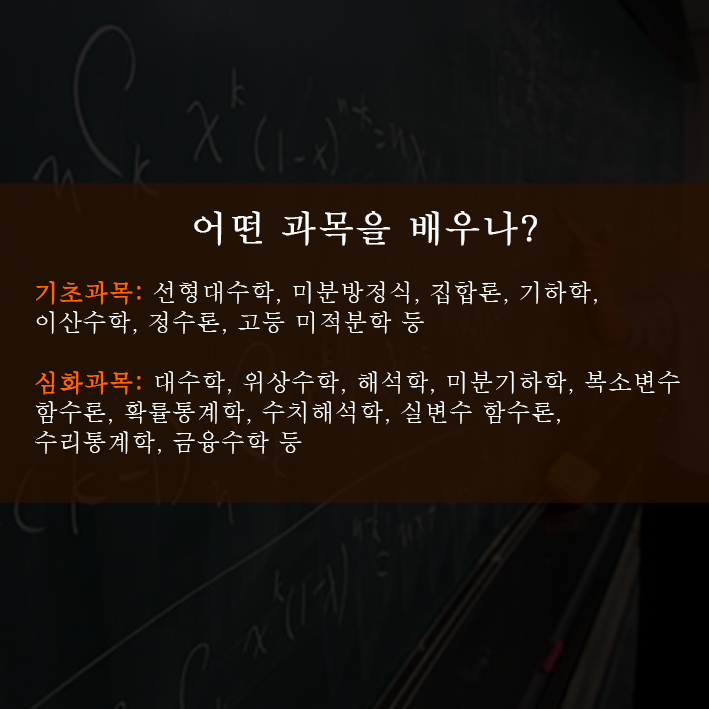 어떤 과목을 배우나?
기초과목: 선형대수학, 미분방정식, 집합론, 기하학,
이산수학, 정수론, 고등 미적분학 등
심화과목: 대수학, 위상수학, 해석학, 미분기하학, 복소변수
함수론, 확률통계학, 수치해석학, 실변수 함수론,
수리통계학, 금융수학 등